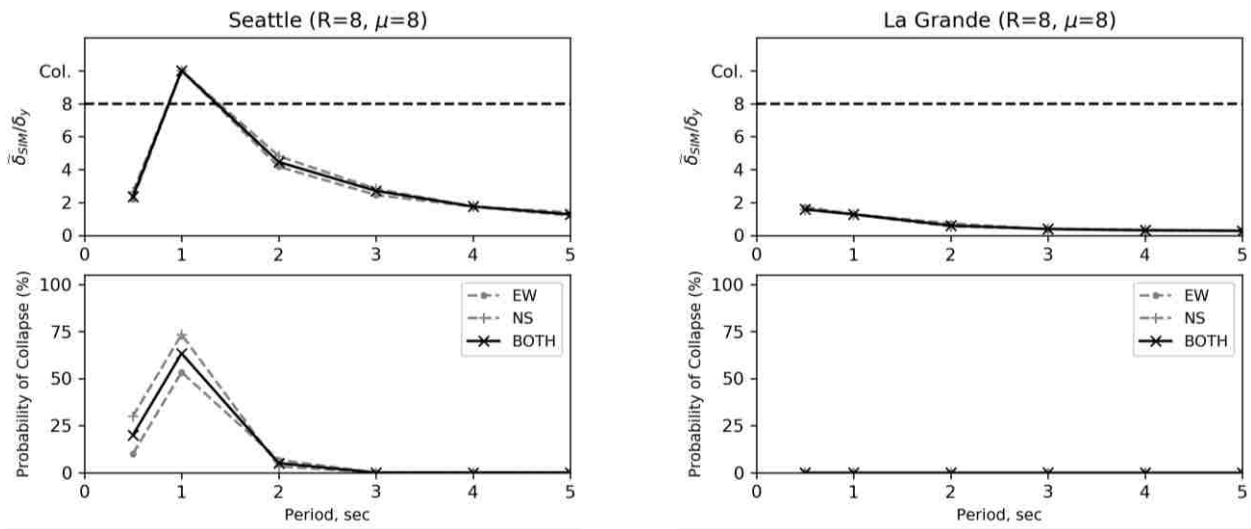 Seattle (R=8, μ=8)
Col.
8
6
4
2
0
δ̃SIM/δy
0 1 2 3 4 5
100
75
50
25
0
Probability of Collapse (%)
EW
NS
BOTH
0 1 2 3 4 5
Period, sec
La Grande (R=8, μ=8)
Col.
8
6
4
2
0
δ̃SIM/δy
0 1 2 3 4 5
100
75
50
25
0
Probability of Collapse (%)
EW
NS
BOTH
0 1 2 3 4 5
Period, sec